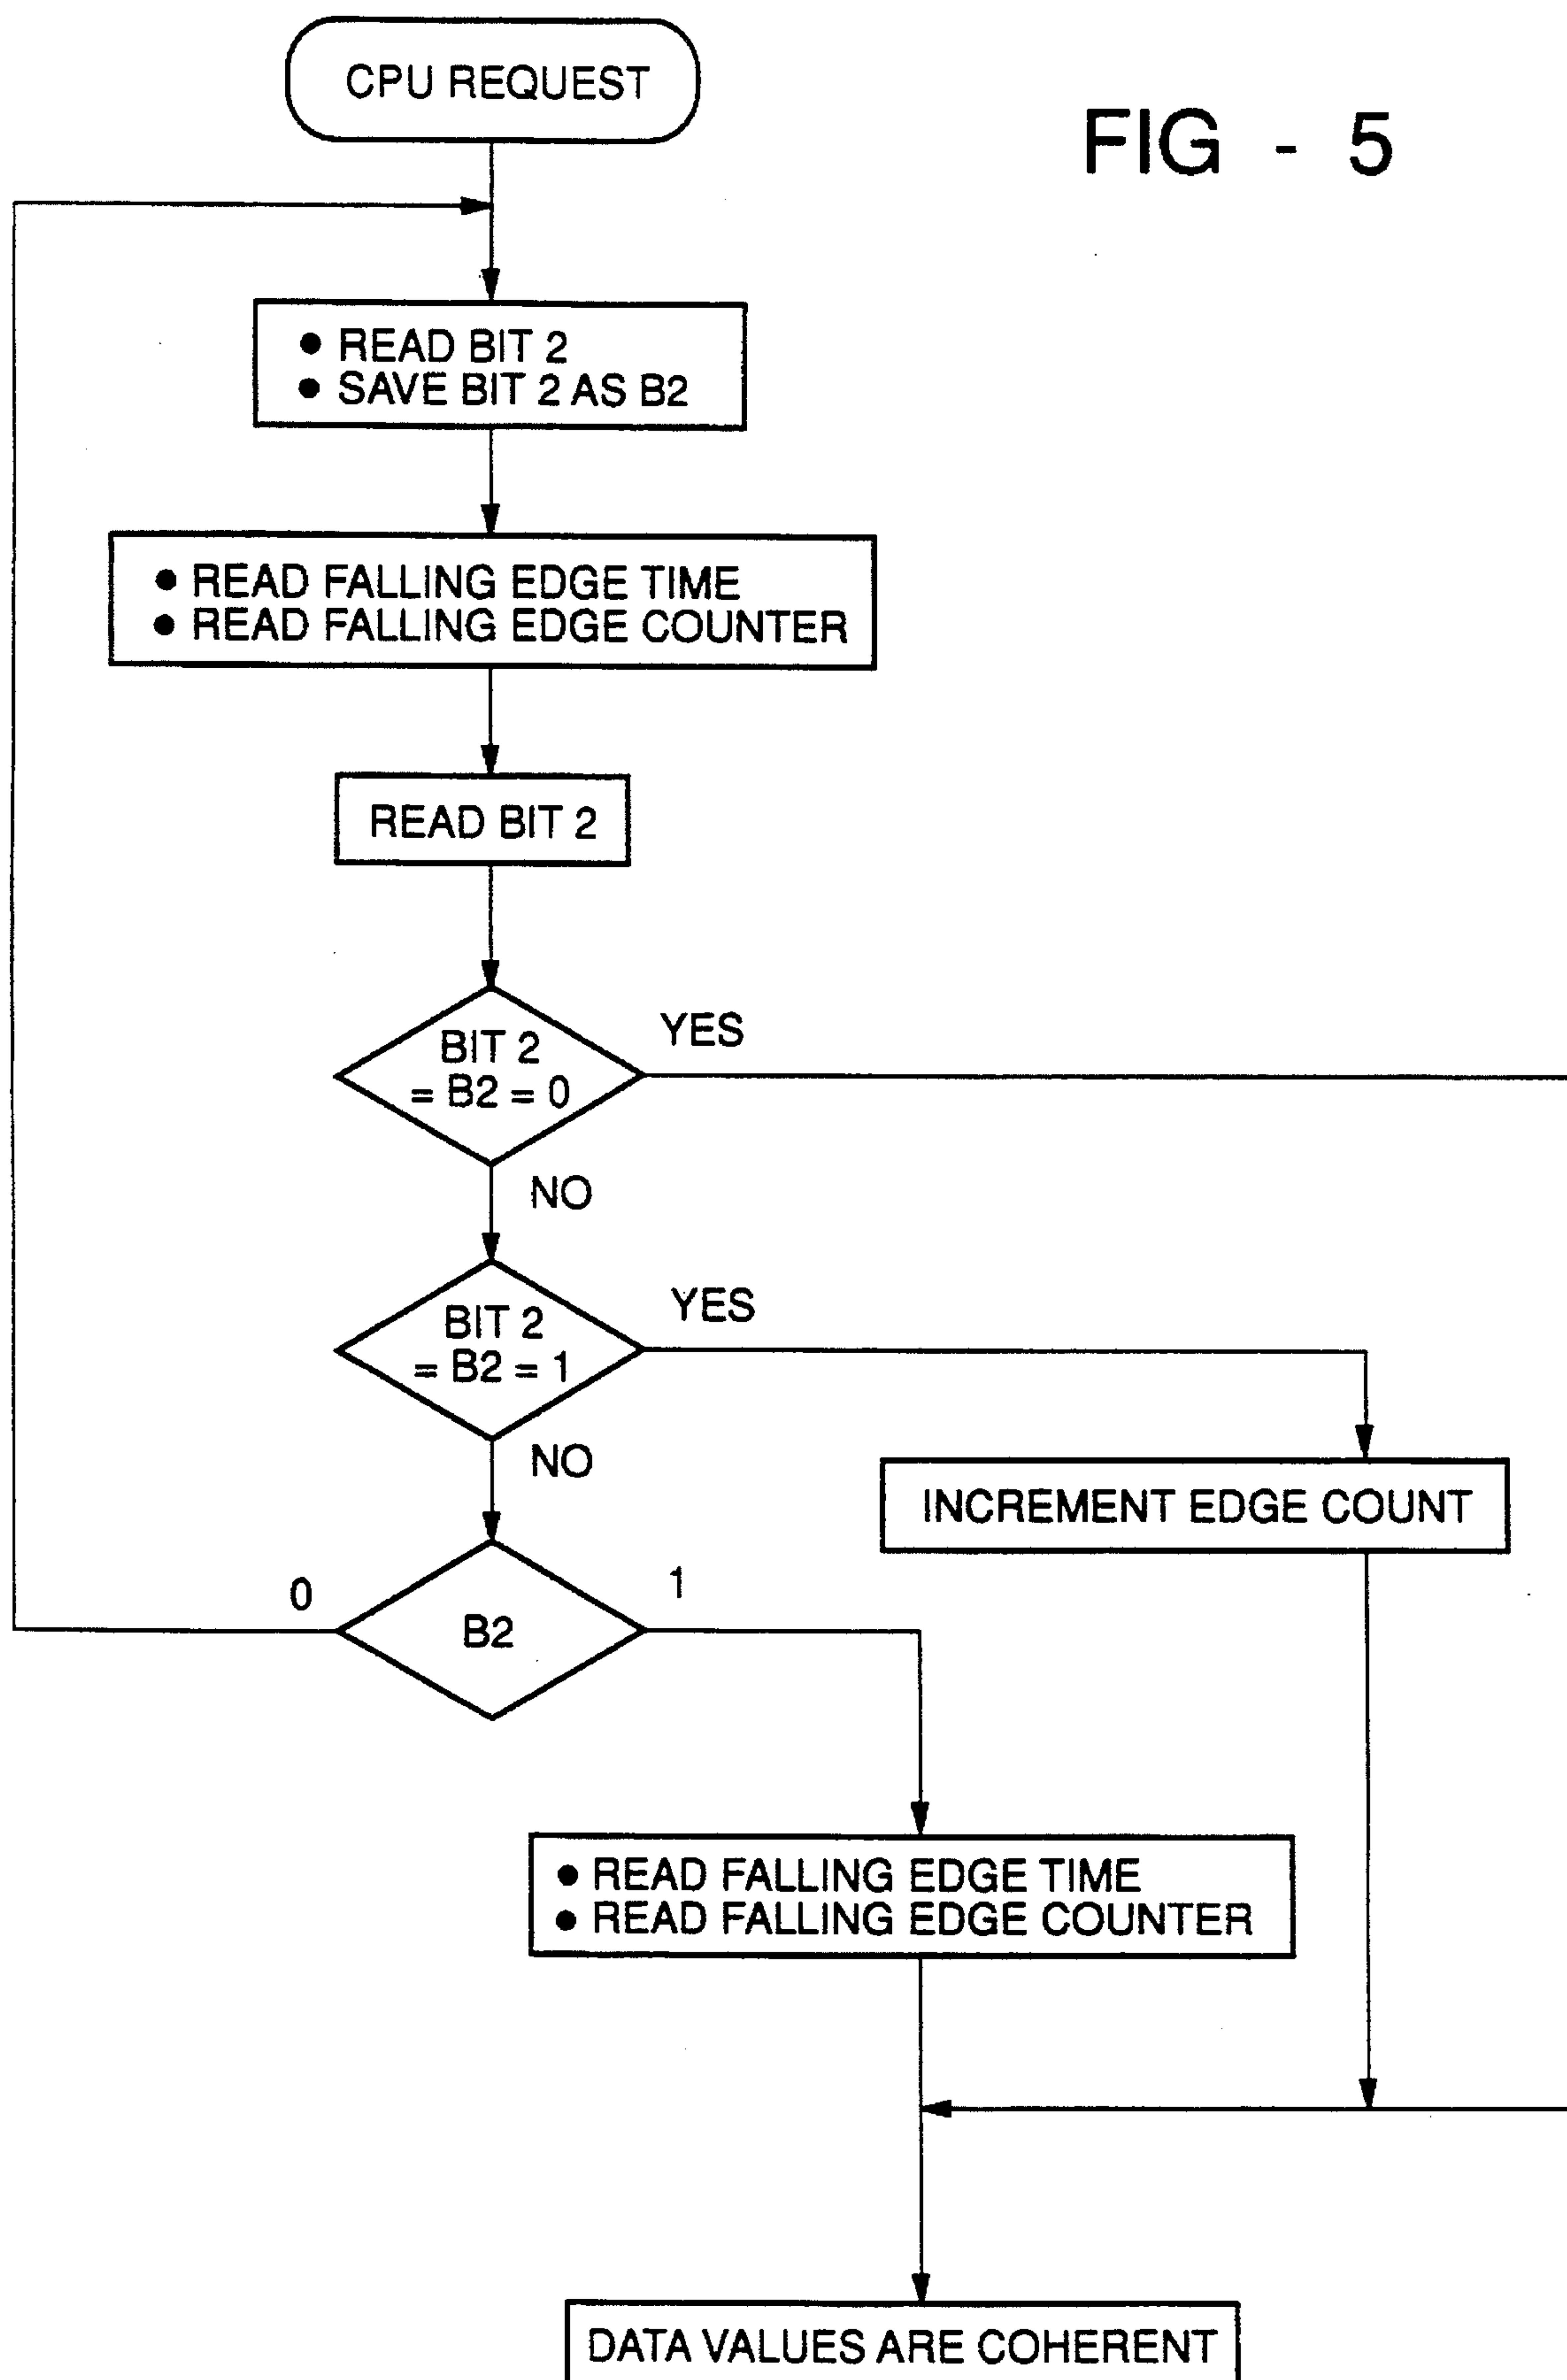 CPU REQUEST
FIG - 5
● READ BIT 2
● SAVE BIT 2 AS B2
● READ FALLING EDGE TIME
● READ FALLING EDGE COUNTER
READ BIT 2
BIT 2
= B2 = 0
YES
NO
BIT 2
= B2 = 1
YES
NO
INCREMENT EDGE COUNT
0
B2
1
● READ FALLING EDGE TIME
● READ FALLING EDGE COUNTER
DATA VALUES ARE COHERENT